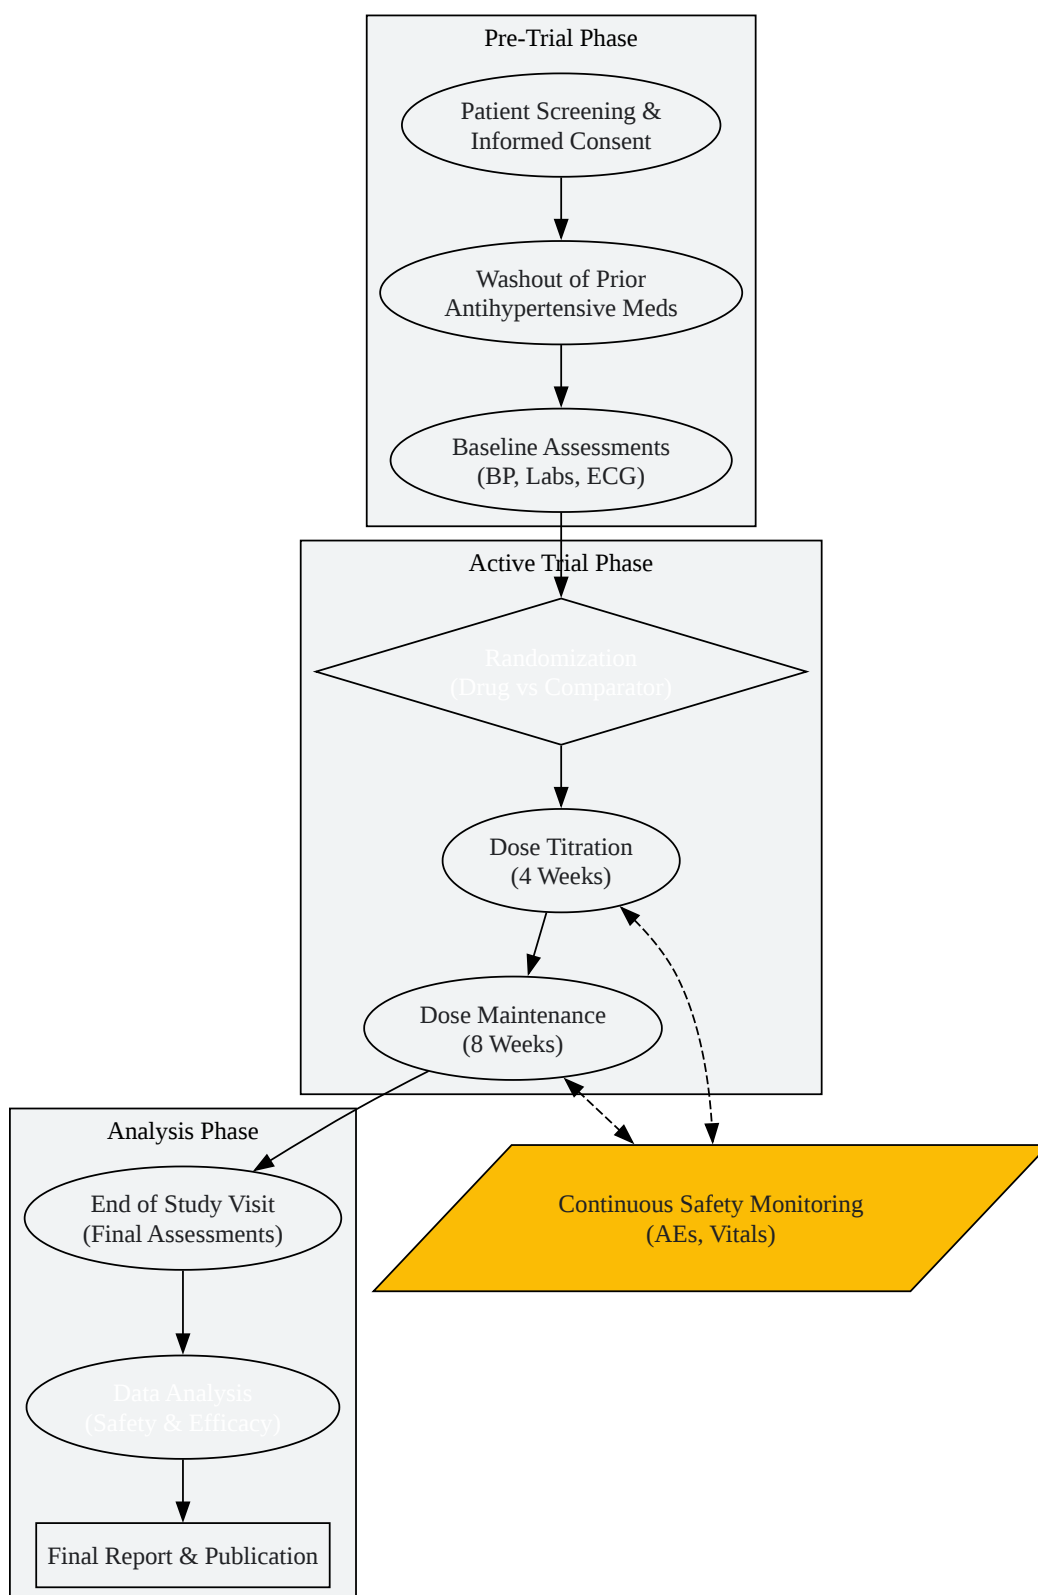 Pre-Trial Phase
Patient Screening &
Informed Consent
Washout of Prior
Antihypertensive Meds
Baseline Assessments
(BP, Labs, ECG)
Active Trial Phase
Randomization
(Drug vs Comparator)
Dose Titration
(4 Weeks)
Dose Maintenance
(8 Weeks)
Analysis Phase
End of Study Visit
(Final Assessments)
Continuous Safety Monitoring
(AEs, Vitals)
Data Analysis
(Safety & Efficacy)
Final Report & Publication